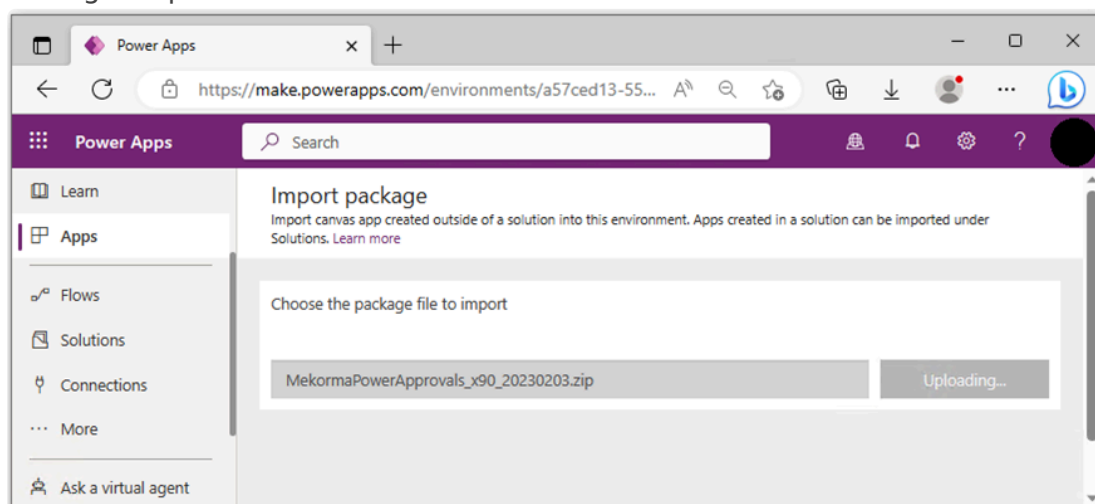 Power Apps
https://make.powerapps.com/environments/a57ced13-55...
Power Apps
Search
?
Learn
Import package
Import canvas app created outside of a solution into this environment. Apps created in a solution can be imported under
Solutions. Learn more
Apps
Flows
Choose the package file to import
Solutions
Connections
MekormaPowerApprovals_x90_20230203.zip
Uploading...
More
Ask a virtual agent